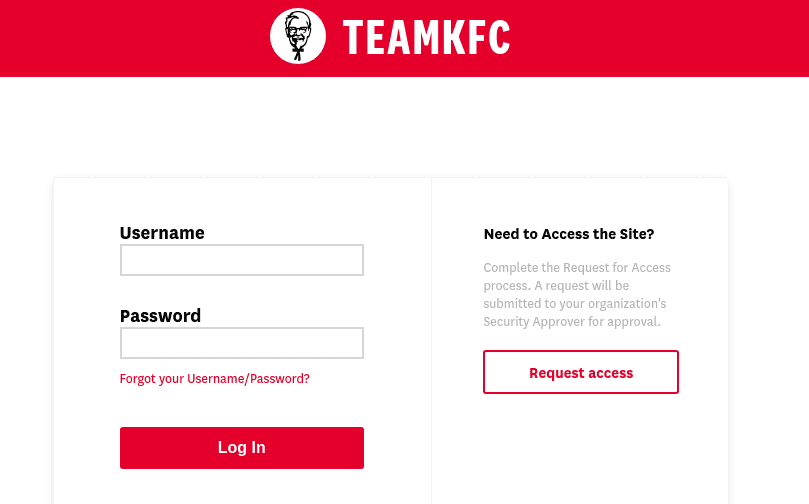 TEAMKFC
Username
Password
Forgot your Username/Password?
Log In
Need to Access the Site?
Complete the Request for Access
process. A request will be
submitted to your organization's
Security Approver for approval.
Request access